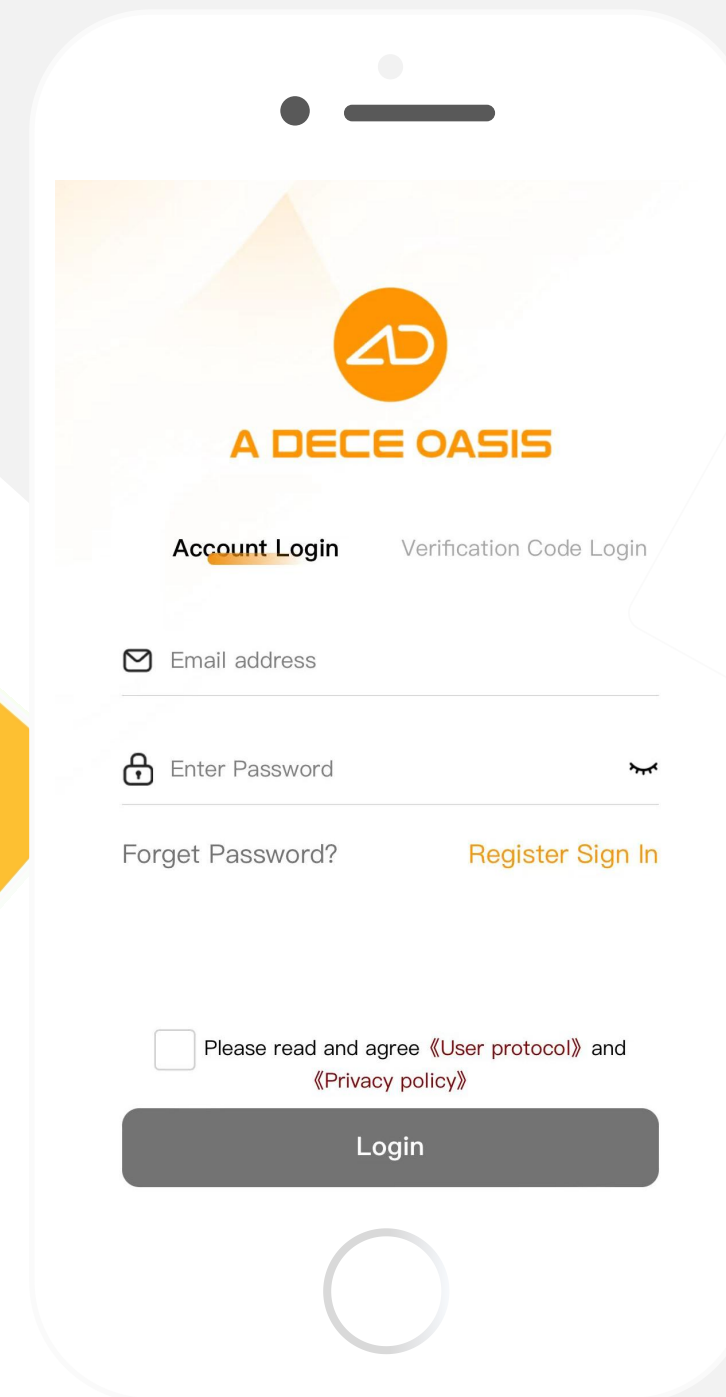 A DECE OASIS
Account Login
Verification Code Login
Email address
Enter Password
Forget Password?
Register Sign In
Please read and agree 《User protocol》 and
《Privacy policy》
Login